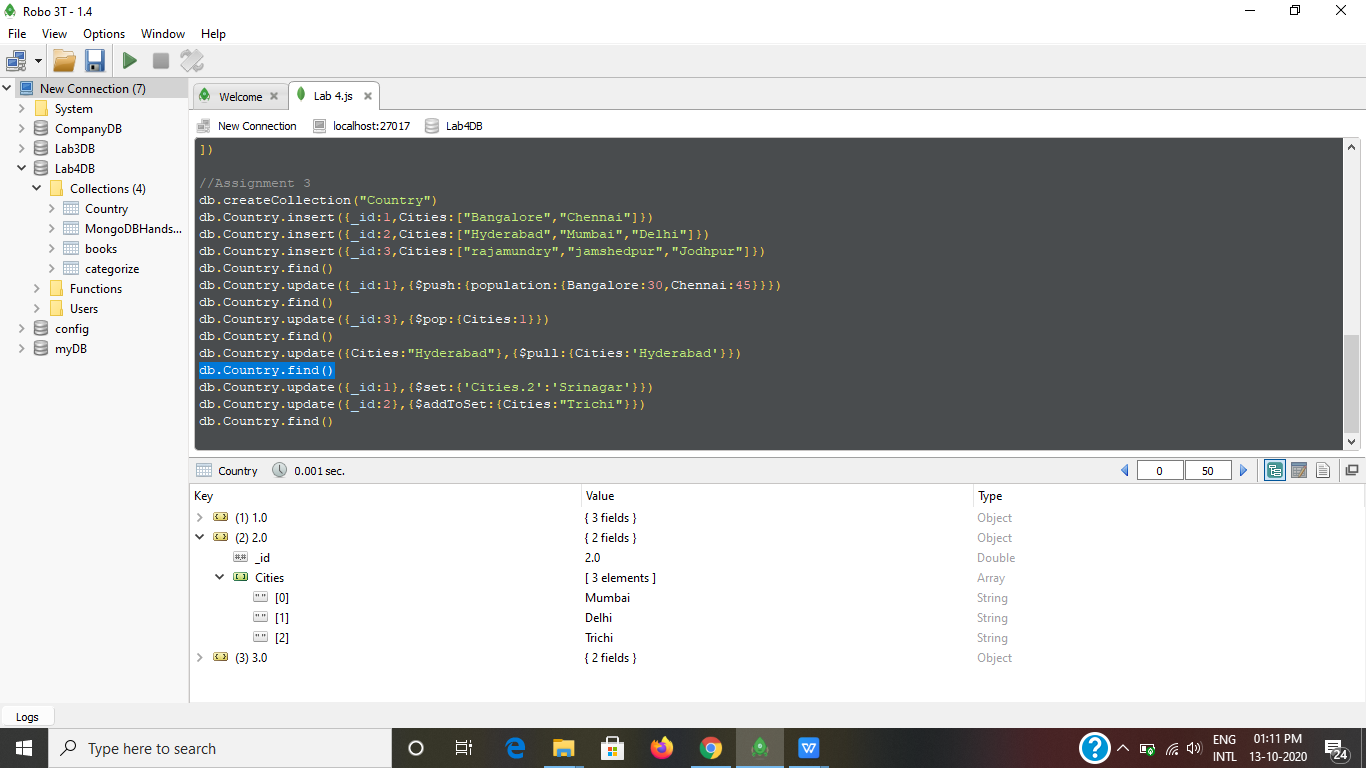 Robo 3T - 1.4
File View Options Window Help
New Connection (7)
System
CompanyDB
Lab3DB
Lab4DB
Collections (4)
Country
MongoDBHands...
books
categorize
Functions
Users
config
myDB
Welcome
Lab 4.js
New Connection localhost:27017 Lab4DB
])
//Assignment 3
db.createCollection("Country")
db.Country.insert({_id:1,Cities:["Bangalore","Chennai"]})
db.Country.insert({_id:2,Cities:["Hyderabad","Mumbai","Delhi"]})
db.Country.insert({_id:3,Cities:["rajamundry","jamshedpur","Jodhpur"]})
db.Country.find()
db.Country.update({_id:1},{$push:{population:{Bangalore:30,Chennai:45}}})
db.Country.find()
db.Country.update({_id:3},{$pop:{Cities:1}})
db.Country.find()
db.Country.update({Cities:"Hyderabad"},{$pull:{Cities:'Hyderabad'}})
db.Country.find()
db.Country.update({_id:1},{$set:{'Cities.2':'Srinagar'}})
db.Country.update({_id:2},{$addToSet:{Cities:"Trichi"}})
db.Country.find()
Country 0.001 sec. 0 50
Key Value Type
(1) 1.0 { 3 fields } Object
(2) 2.0 { 2 fields } Object
_id 2.0 Double
Cities [ 3 elements ] Array
[0] Mumbai String
[1] Delhi String
[2] Trichi String
(3) 3.0 { 2 fields } Object
Logs
Type here to search
ENG
INTL
01:11 PM
13-10-2020
24